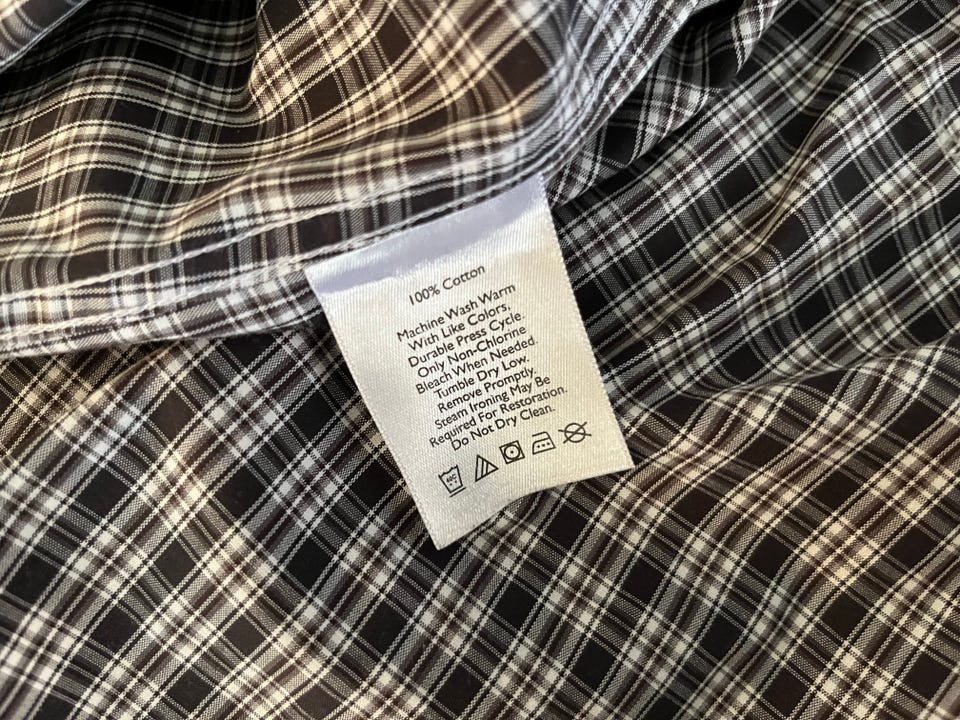 100% Cotton
Machine Wash Warm
With Like Colors,
Durable Press Cycle.
Only Non-Chlorine
Bleach When Needed.
Tumble Dry Low.
Remove Promptly.
Steam Ironing May Be
Required For Restoration.
Do Not Dry Clean.